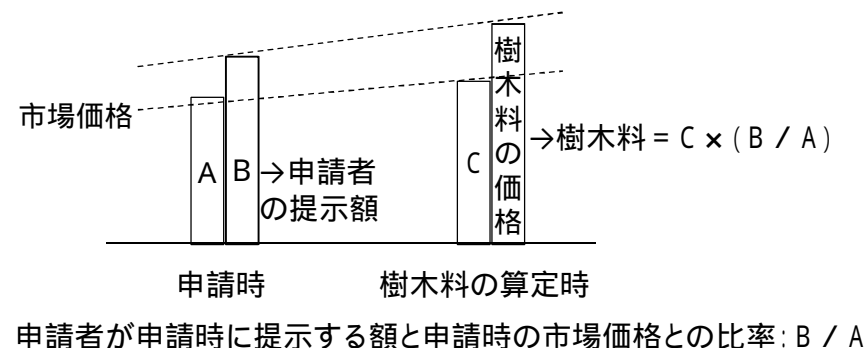 市場価格
A
B
→申請者
の提示額
C
樹木料の価格
→樹木料＝C×(B／A)
申請時
樹木料の算定時
申請者が申請時に提示する額と申請時の市場価格との比率：B／A